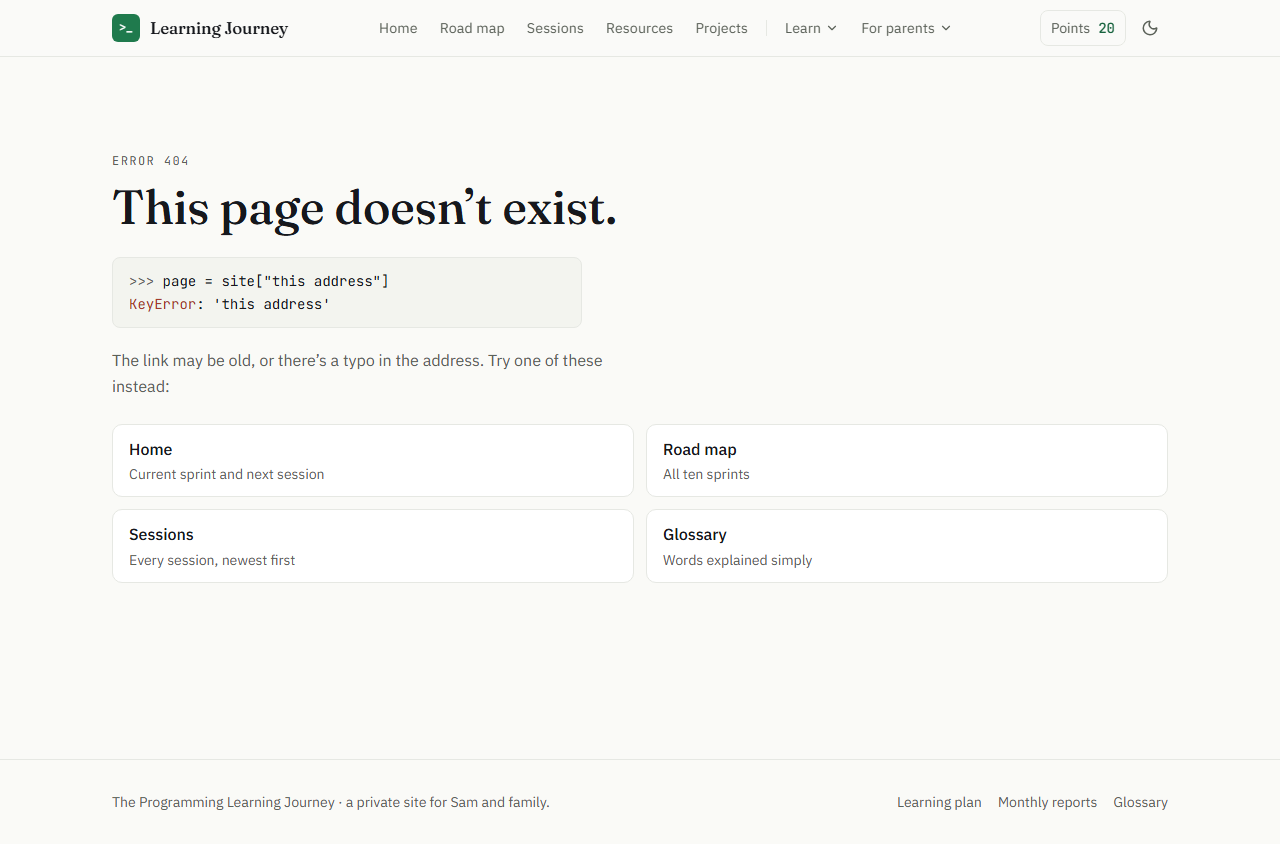 >_ Learning Journey Home Road map Sessions Resources Projects Learn For parents Points 20
ERROR 404
This page doesn’t exist.
>>> page = site["this address"]
KeyError: 'this address'
The link may be old, or there’s a typo in the address. Try one of these
instead:
Home
Current sprint and next session
Road map
All ten sprints
Sessions
Every session, newest first
Glossary
Words explained simply
The Programming Learning Journey · a private site for Sam and family. Learning plan Monthly reports Glossary